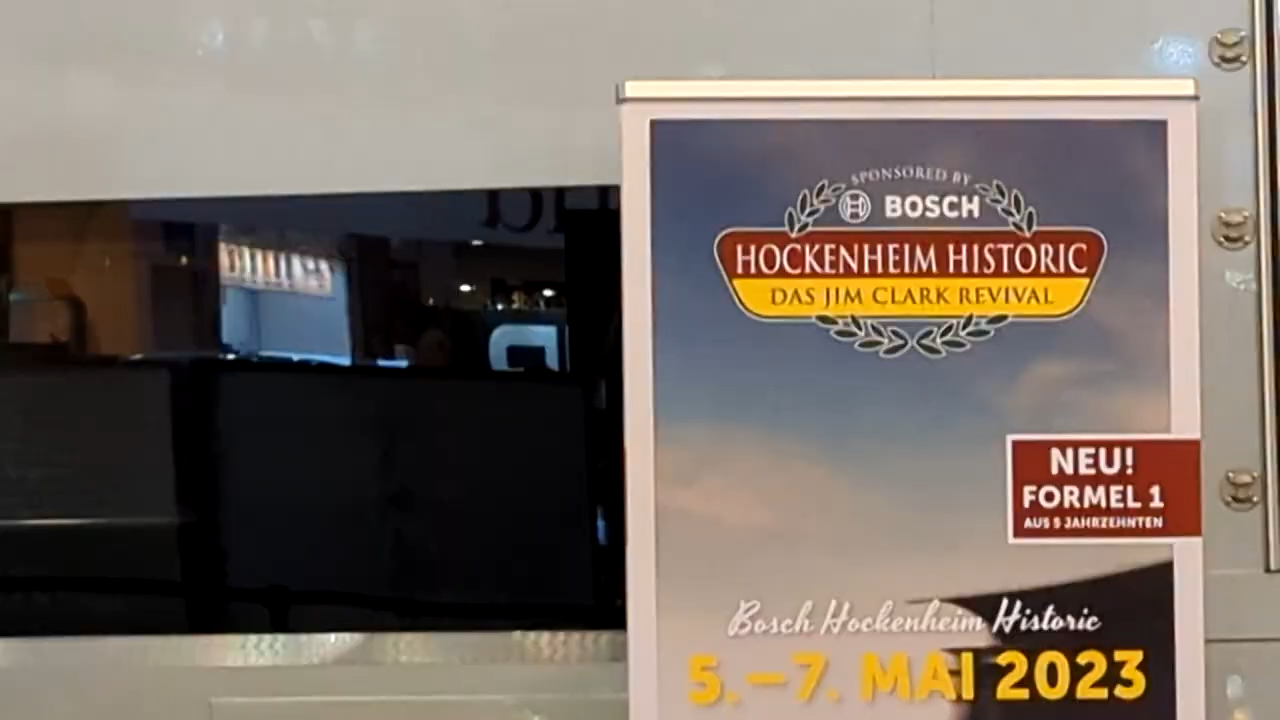 SPONSORED BY
BOSCH
HOCKENHEIM HISTORIC
DAS JIM CLARK REVIVAL
NEU!
FORMEL 1
AUS 5 JAHRZEHNTEN
Bosch Hockenheim Historic
5.–7. MAI 2023